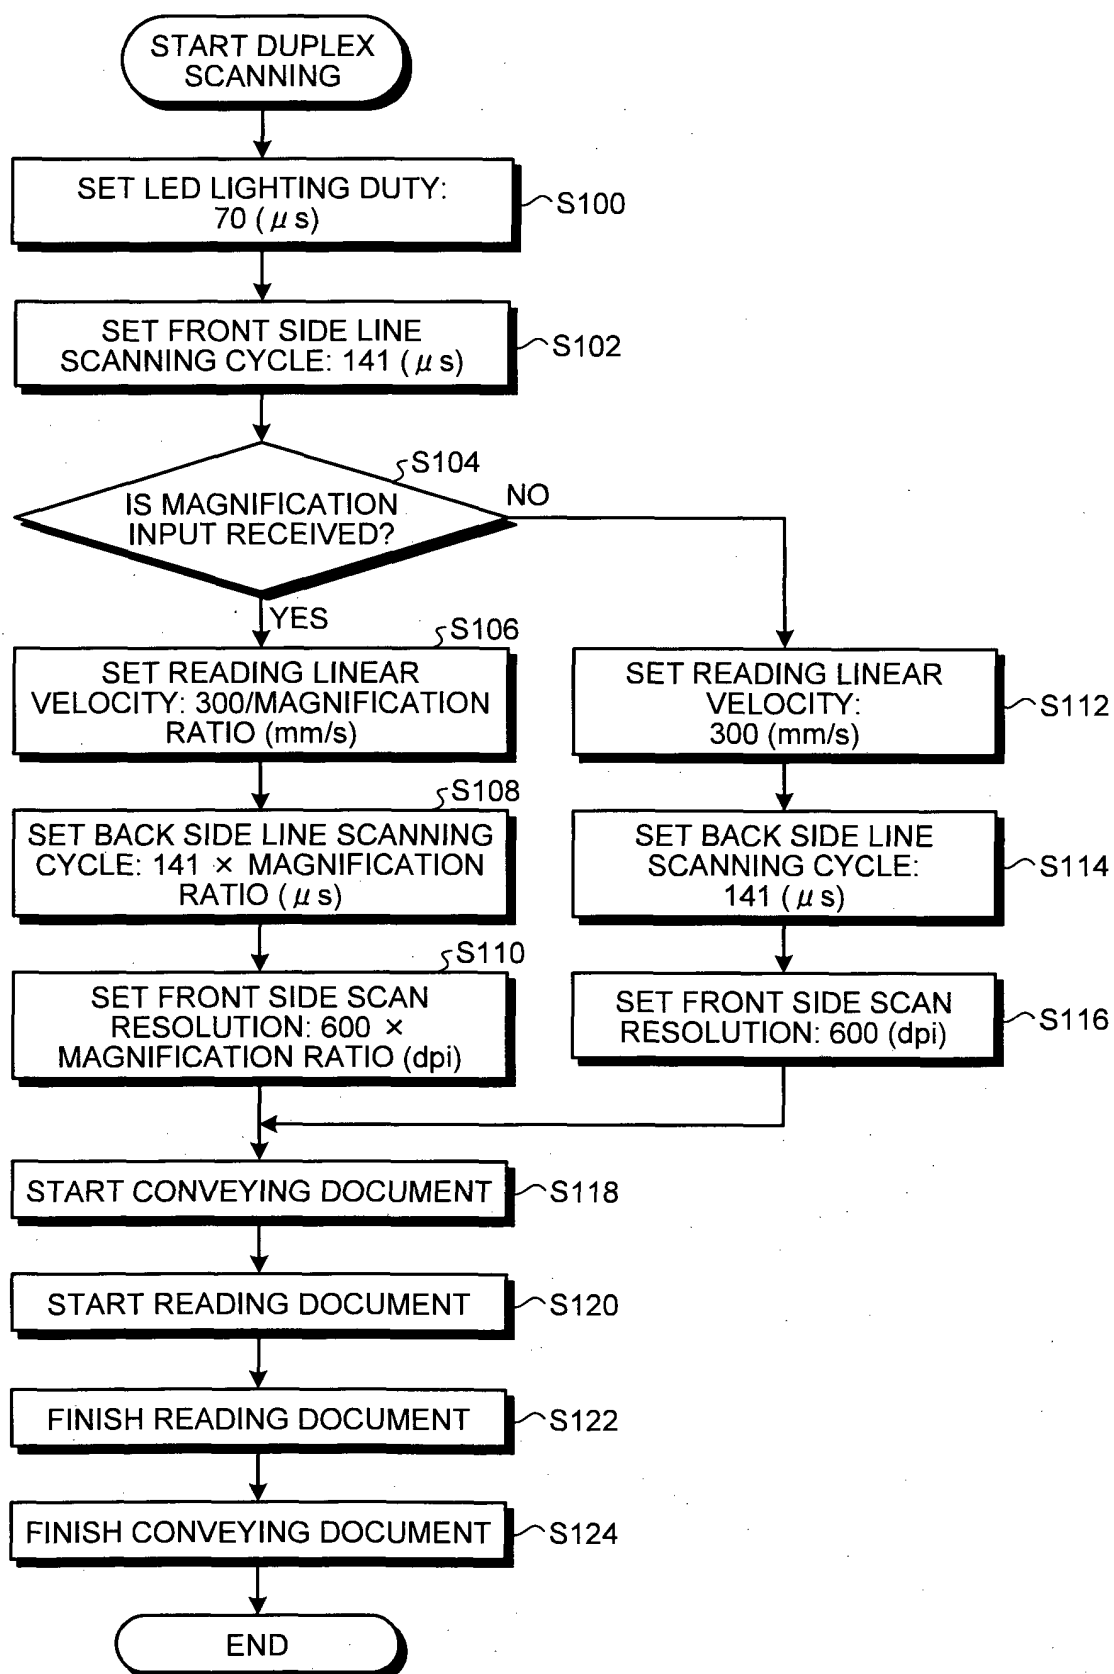 START DUPLEX
SCANNING
SET LED LIGHTING DUTY:
70 (μs)
S100
SET FRONT SIDE LINE
SCANNING CYCLE: 141 (μs)
S102
S104
IS MAGNIFICATION
INPUT RECEIVED?
NO
YES
S106
SET READING LINEAR
VELOCITY: 300/MAGNIFICATION
RATIO (mm/s)
SET READING LINEAR
VELOCITY:
300 (mm/s)
S112
S108
SET BACK SIDE LINE SCANNING
CYCLE: 141 × MAGNIFICATION
RATIO (μs)
SET BACK SIDE LINE
SCANNING CYCLE:
141 (μs)
S114
S110
SET FRONT SIDE SCAN
RESOLUTION: 600 ×
MAGNIFICATION RATIO (dpi)
SET FRONT SIDE SCAN
RESOLUTION: 600 (dpi)
S116
START CONVEYING DOCUMENT
S118
START READING DOCUMENT
S120
FINISH READING DOCUMENT
S122
FINISH CONVEYING DOCUMENT
S124
END